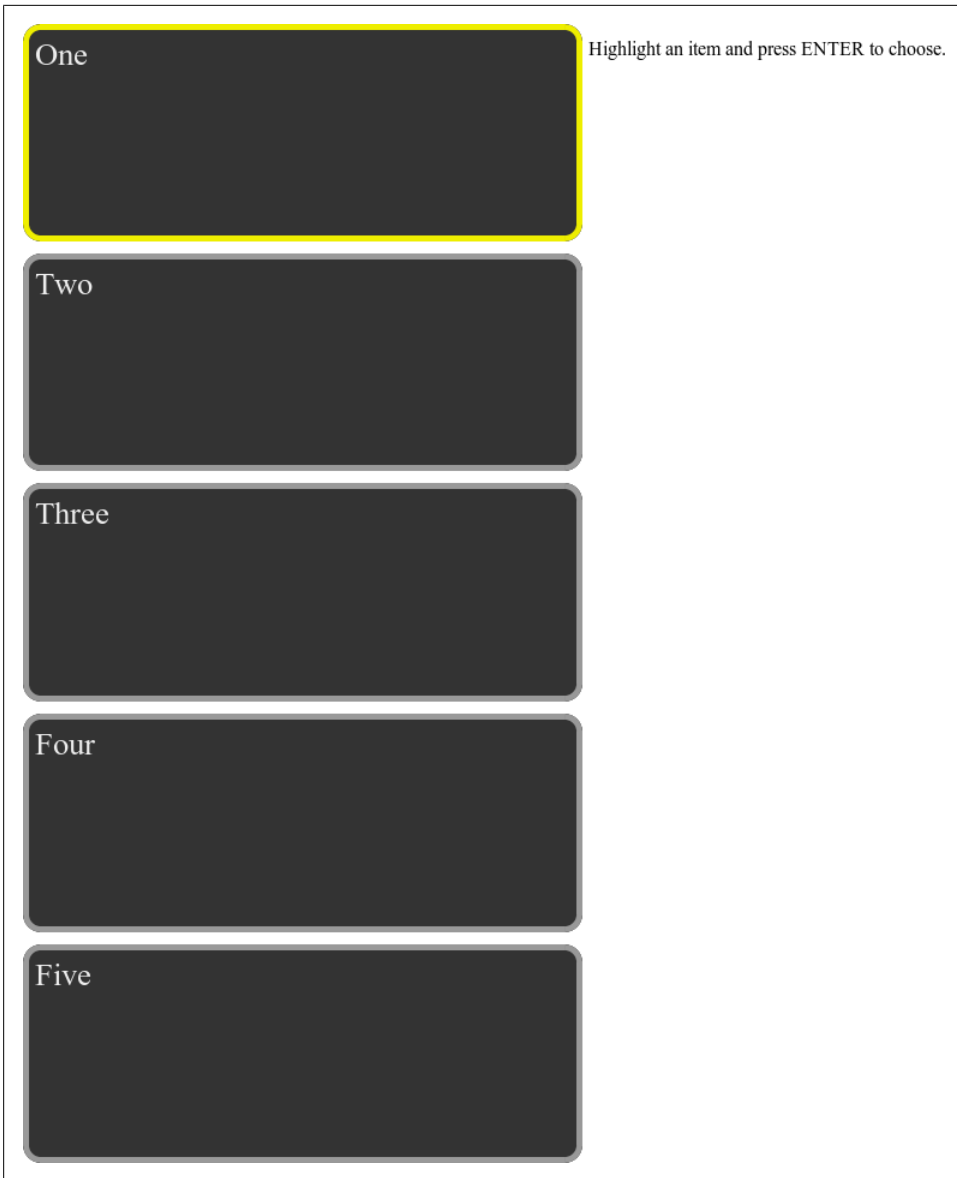 One
Highlight an item and press ENTER to choose.
Two
Three
Four
Five